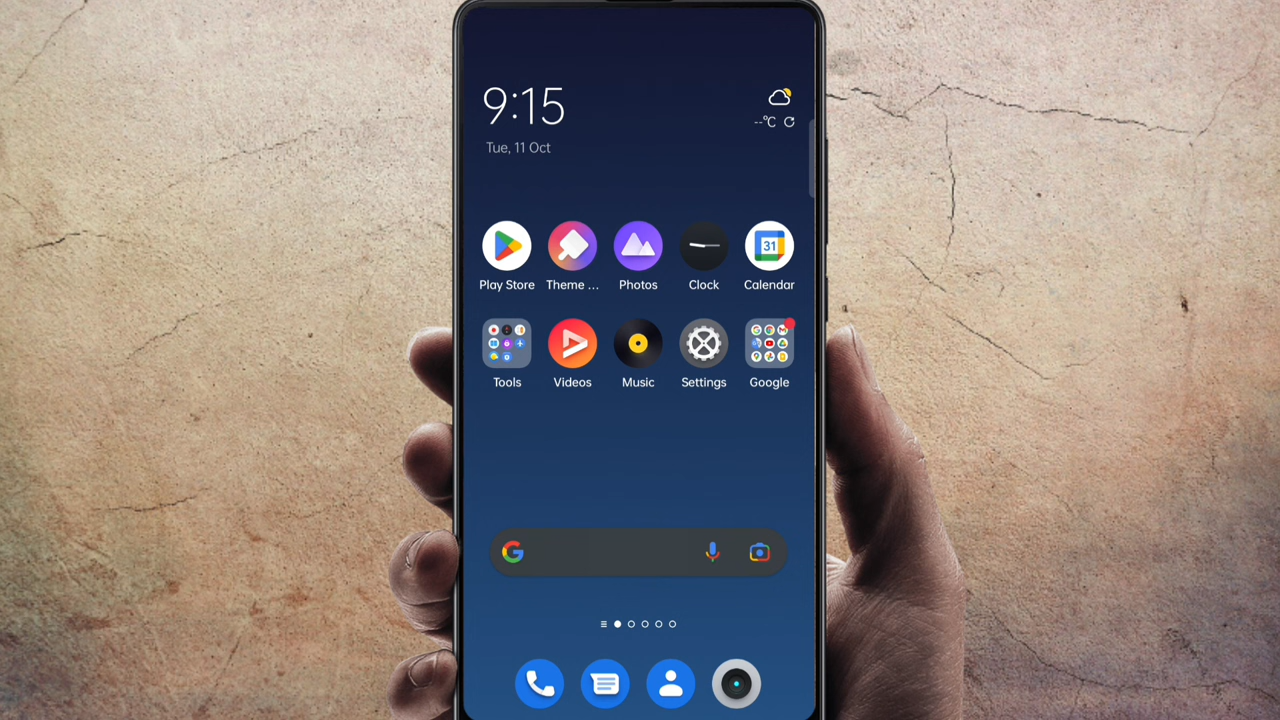 9:15
--°C
Tue, 11 Oct
Play Store
Theme ...
Photos
Clock
31
Calendar
Tools
Videos
Music
Settings
Google
G